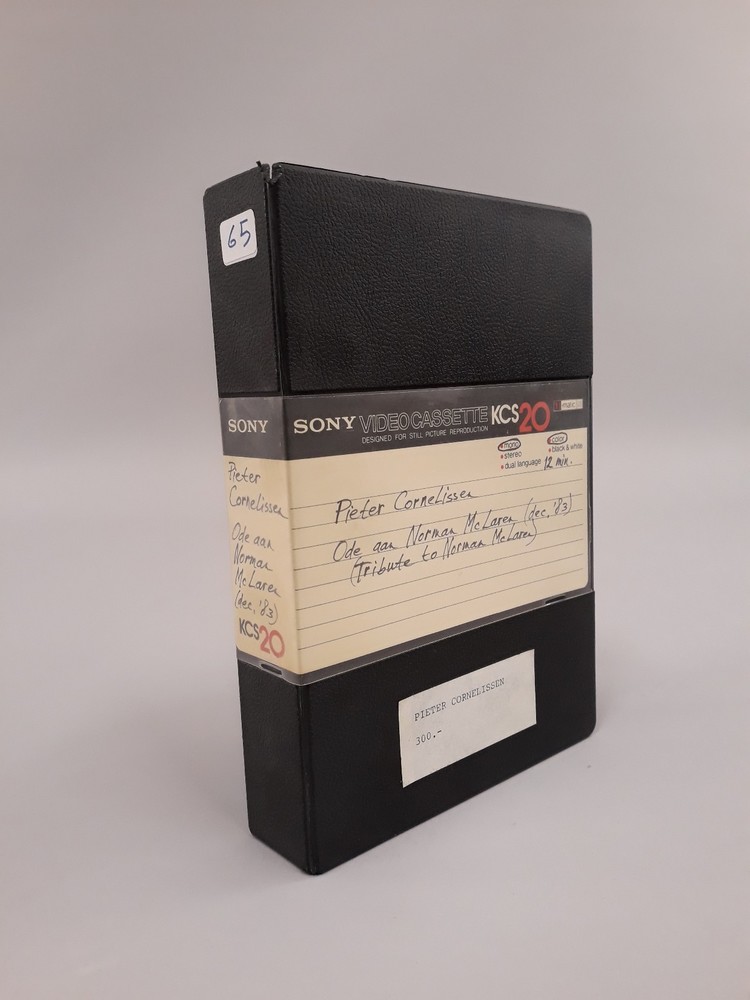 65
SONY
Pieter
Cornelissen
Ode aan
Norman
McLaren
(dec. '83)
KCS20
SONY VIDEOCASSETTE KCS20
DESIGNED FOR STILL PICTURE REPRODUCTION
mono
stereo
dual language
color
black & white
12 min.
Pieter Cornelissen
Ode aan Norman McLaren (dec. '83)
(Tribute to Norman McLaren)
PIETER CORNELISSEN
300.-